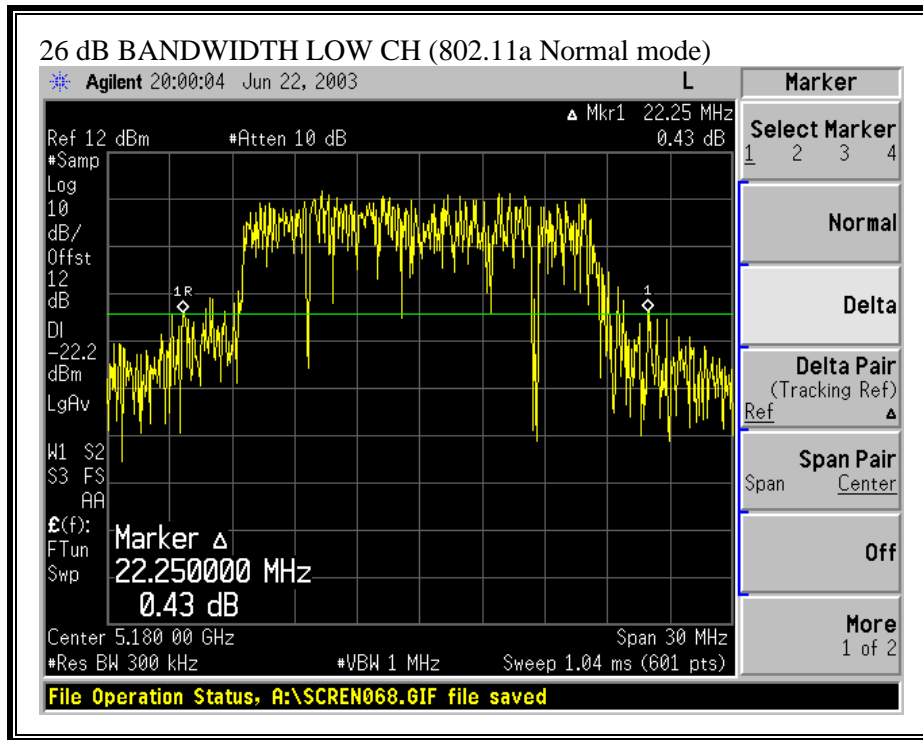 26 dB BANDWIDTH LOW CH (802.11a Normal mode)
Agilent 20:00:04 Jun 22, 2003 L
Δ Mkr1 22.25 MHz
Ref 12 dBm #Atten 10 dB 0.43 dB
#Samp
Log
10
dB/
Offst
12
dB
DI
-22.2
dBm
LgAv
W1 S2
S3 FS
AA
£(f):
FTun
Swp
1R
1
Marker Δ
22.250000 MHz
0.43 dB
Center 5.180 00 GHz Span 30 MHz
#Res BW 300 kHz #VBW 1 MHz Sweep 1.04 ms (601 pts)
File Operation Status, A:\SCREN068.GIF file saved
Marker
Select Marker
1 2 3 4
Normal
Delta
Delta Pair
(Tracking Ref)
Ref Δ
Span Pair
Span Center
Off
More
1 of 2